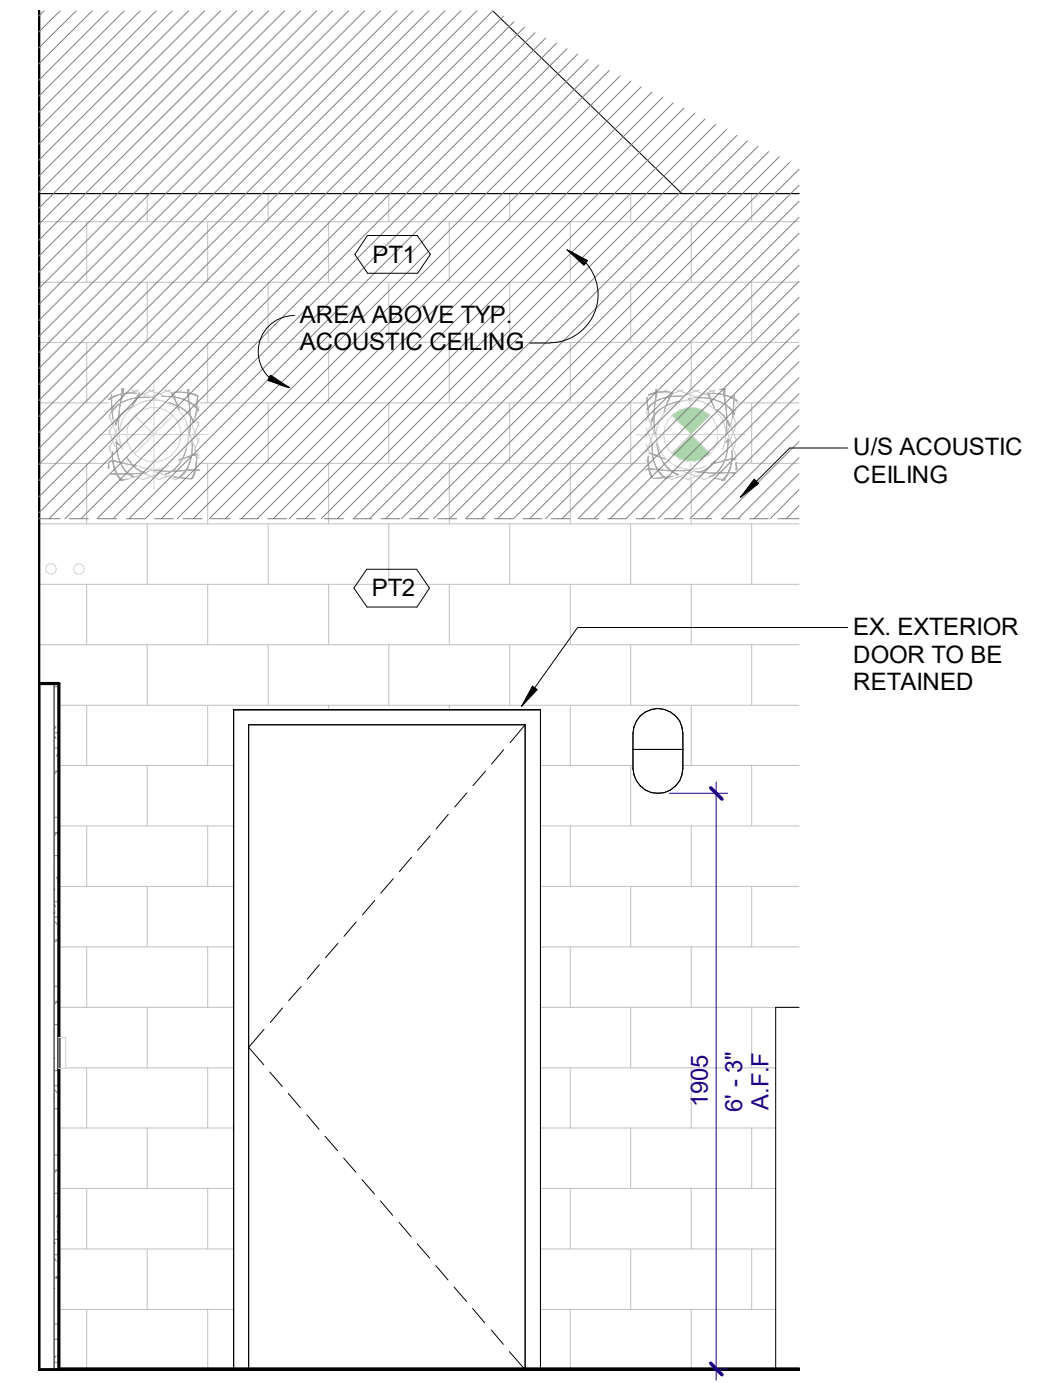 PT1
AREA ABOVE TYP.
ACOUSTIC CEILING
U/S ACOUSTIC
CEILING
PT2
EX. EXTERIOR
DOOR TO BE
RETAINED
1905
6' - 3"
A.F.F